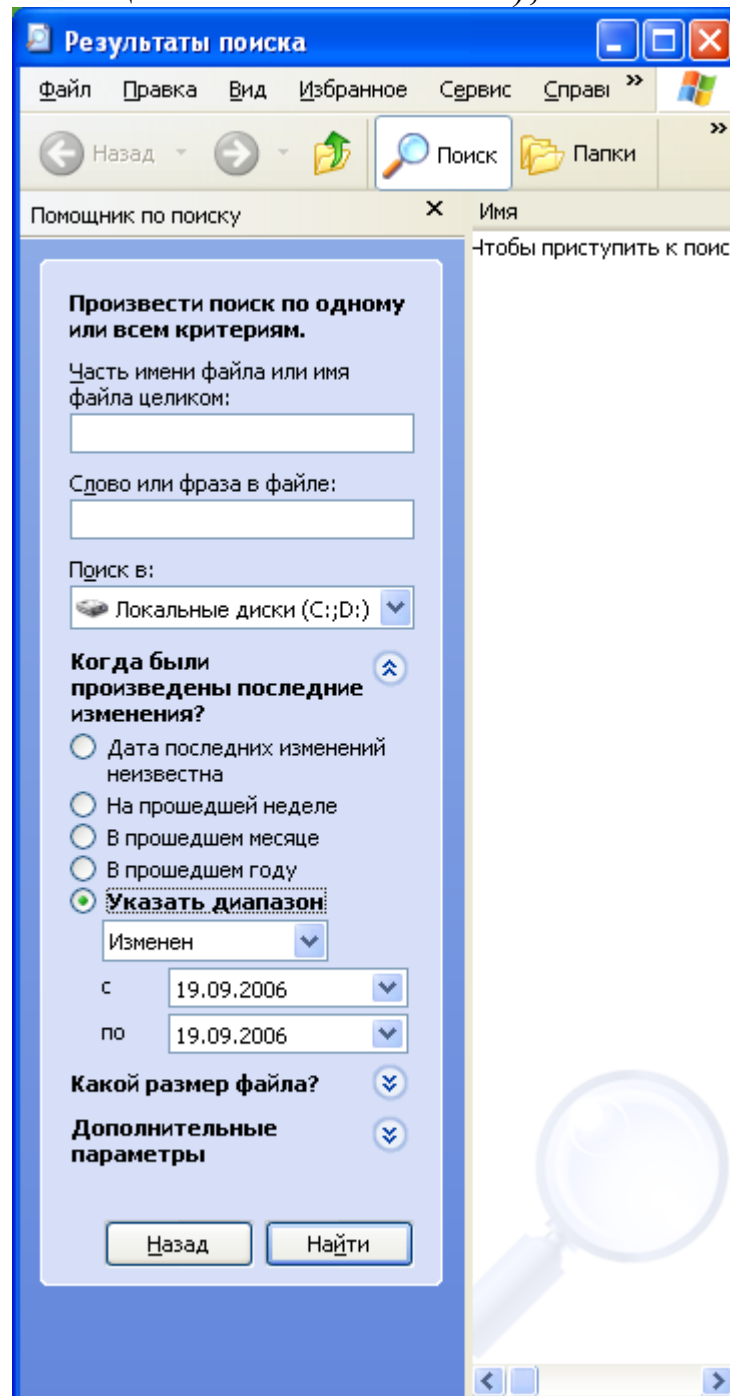 Результаты поиска
Файл Правка Вид Избранное Сервис Справ »
Назад Поиск Папки »
Помощник по поиску Имя
Чтобы приступить к поис
Произвести поиск по одному
или всем критериям.
Часть имени файла или имя
файла целиком:
Слово или фраза в файле:
Поиск в:
Локальные диски (C:;D:)
Когда были
произведены последние
изменения?
Дата последних изменений
неизвестна
На прошедшей неделе
В прошедшем месяце
В прошедшем году
Указать диапазон
Изменен
с 19.09.2006
по 19.09.2006
Какой размер файла?
Дополнительные
параметры
Назад Найти